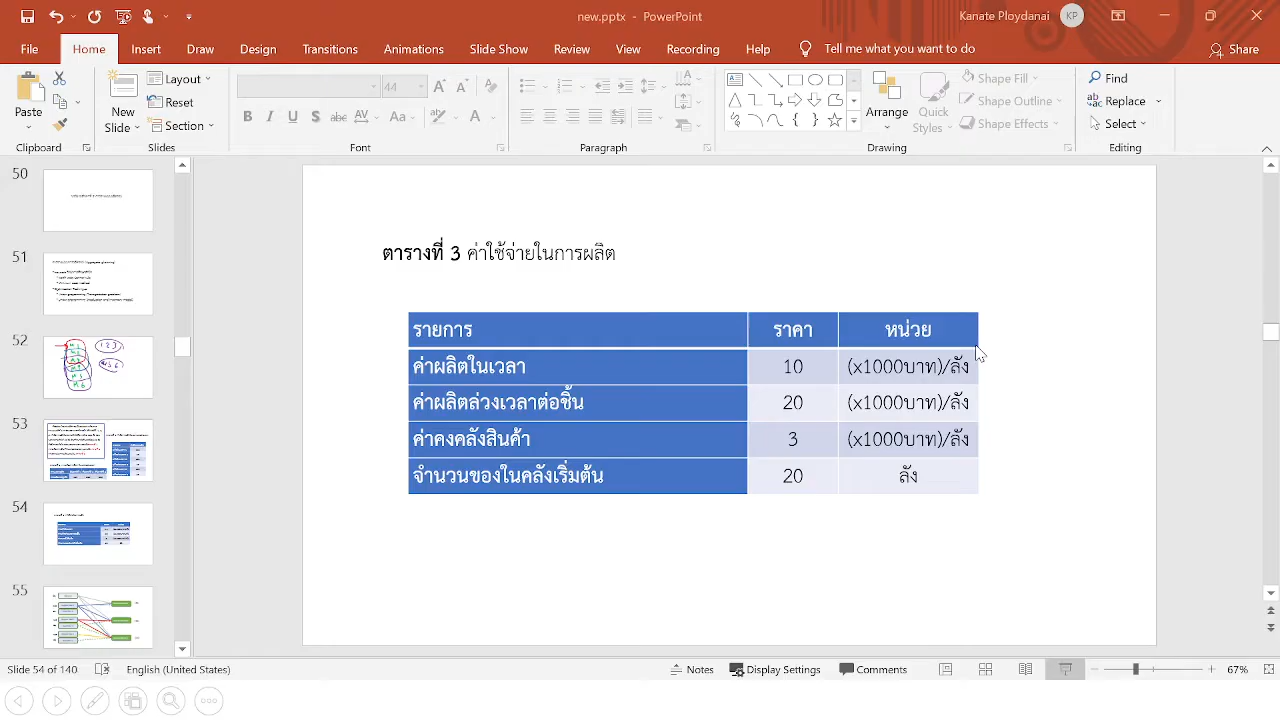 new.pptx - PowerPoint
Kanate Ploydanai KP
File Home Insert Draw Design Transitions Animations Slide Show Review View Recording Help Tell me what you want to do Share
Paste
Clipboard
New Slide
Layout
Reset
Section
Slides
44
B I U S abc AV Aa A
Font
Paragraph
Arrange
Quick Styles
Shape Fill
Shape Outline
Shape Effects
Drawing
Find
Replace
Select
Editing
50
51
52
53
54
55
ตารางที่ 3 ค่าใช้จ่ายในการผลิต
รายการ ราคา หน่วย
ค่าผลิตในเวลา 10 (x1000บาท)/ลัง
ค่าผลิตล่วงเวลาต่อชิ้น 20 (x1000บาท)/ลัง
ค่าคงคลังสินค้า 3 (x1000บาท)/ลัง
จำนวนของในคลังเริ่มต้น 20 ลัง
Slide 54 of 140 English (United States) Notes Display Settings Comments 67%